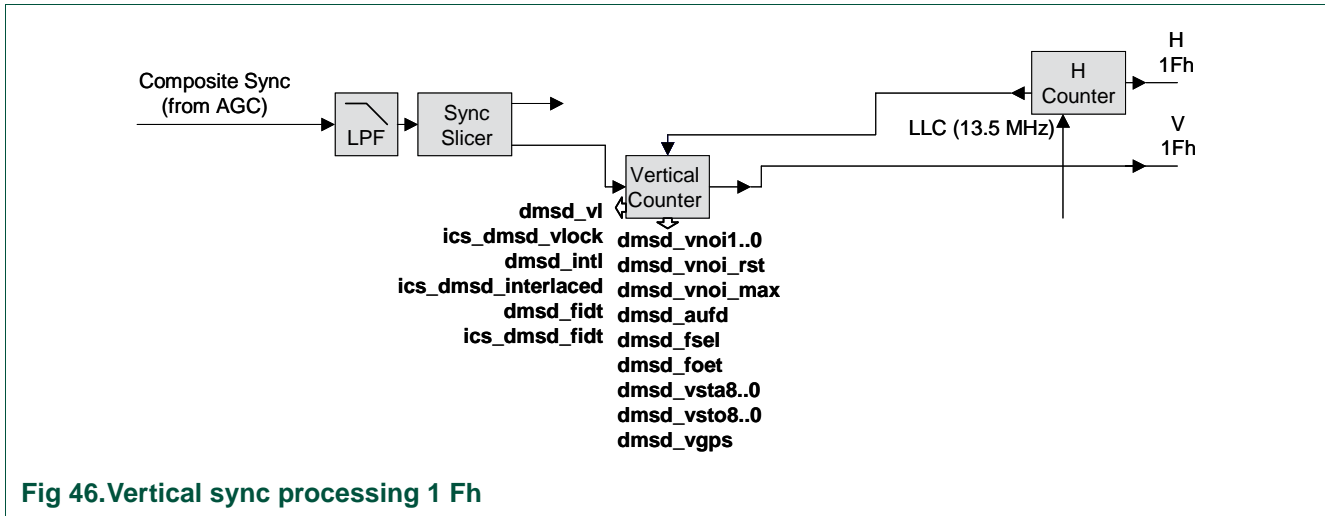 Composite Sync
(from AGC)
LPF
Sync
Slicer
H
Counter
H
1Fh
LLC (13.5 MHz)
V
1Fh
Vertical
Counter
dmsd_vl
ics_dmsd_vlock
dmsd_intl
ics_dmsd_interlaced
dmsd_fidt
ics_dmsd_fidt
dmsd_vnoi1..0
dmsd_vnoi_rst
dmsd_vnoi_max
dmsd_aufd
dmsd_fsel
dmsd_foet
dmsd_vsta8..0
dmsd_vsto8..0
dmsd_vgps
Fig 46.Vertical sync processing 1 Fh